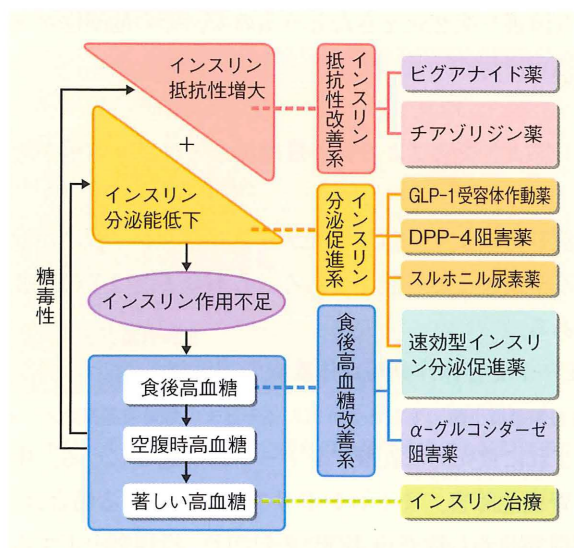 インスリン
抵抗性増大
+
インスリン
分泌能低下
糖毒性
インスリン作用不足
食後高血糖
空腹時高血糖
著しい高血糖
インスリン
抵抗性改善系
インスリン
分泌促進系
食後高血糖改善系
ビグアナイド薬
チアゾリジン薬
GLP-1受容体作動薬
DPP-4阻害薬
スルホニル尿素薬
速効型インスリ
ン分泌促進薬
α-グルコシダーゼ
阻害薬
インスリン治療